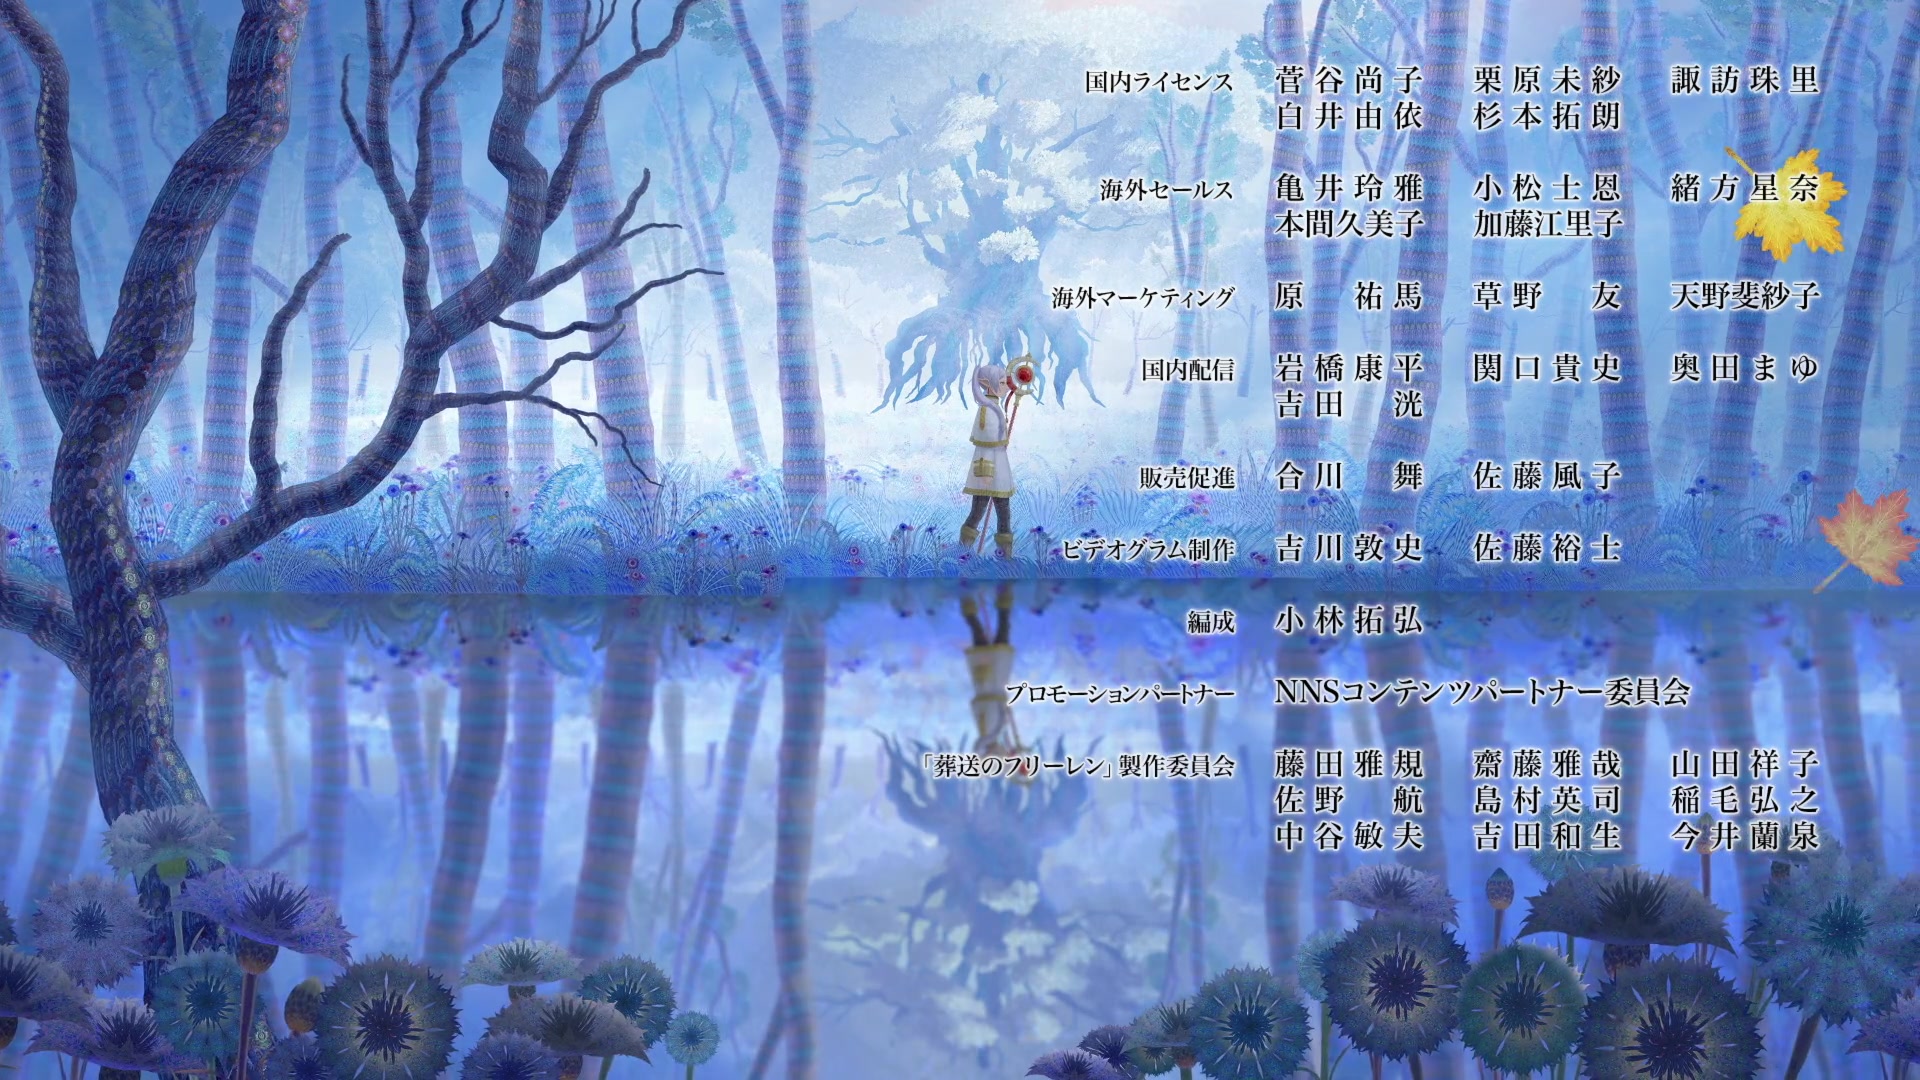 国内ライセンス 菅谷尚子 栗原未紗 諏訪珠里
白井由依 杉本拓朗
海外セールス 亀井玲雅 小松士恩 緒方星奈
本間久美子 加藤江里子
海外マーケティング 原祐馬 草野友 天野斐紗子
国内配信 岩橋康平 関口貴史 奥田まゆ
吉田洸
販売促進 合川舞 佐藤風子
ビデオグラム制作 吉川敦史 佐藤裕士
編成 小林拓弘
プロモーションパートナー NNSコンテンツパートナー委員会
「葬送のフリーレン」製作委員会 藤田雅規 齋藤雅哉 山田祥子
佐野航 島村英司 稲毛弘之
中谷敏夫 吉田和生 今井蘭泉